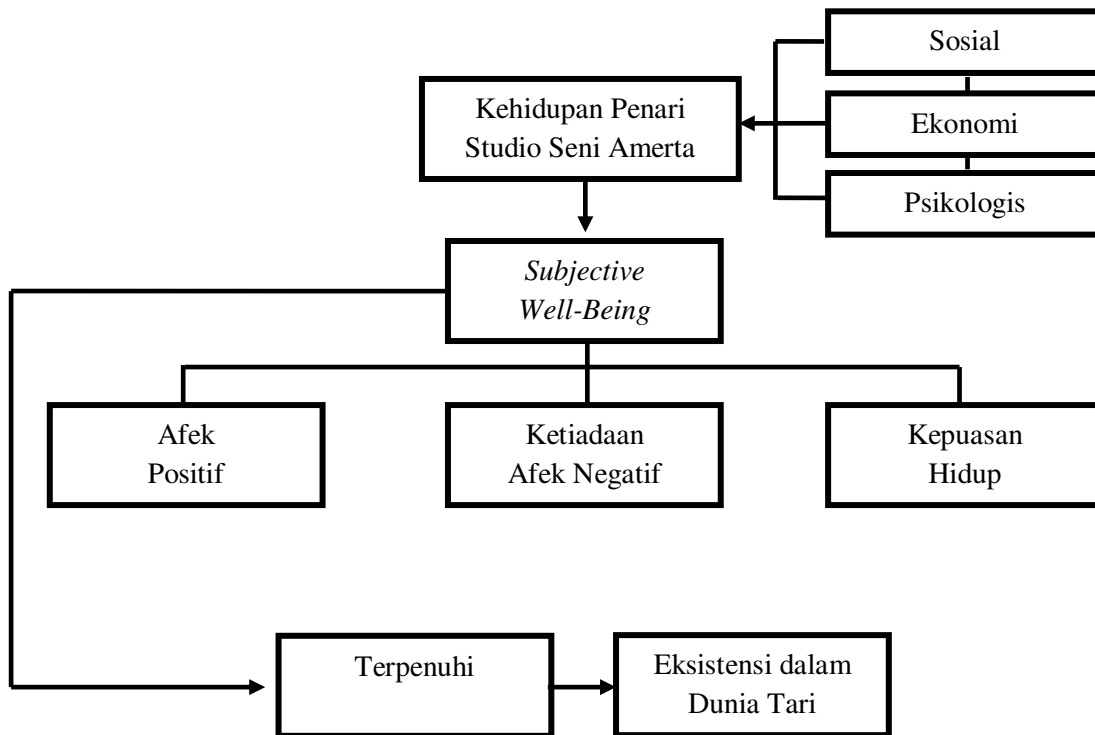 Sosial
Kehidupan Penari
Studio Seni Amerta
Ekonomi
Psikologis
Subjective
Well-Being
Afek
Positif
Ketiadaan
Afek Negatif
Kepuasan
Hidup
Terpenuhi
Eksistensi dalam
Dunia Tari